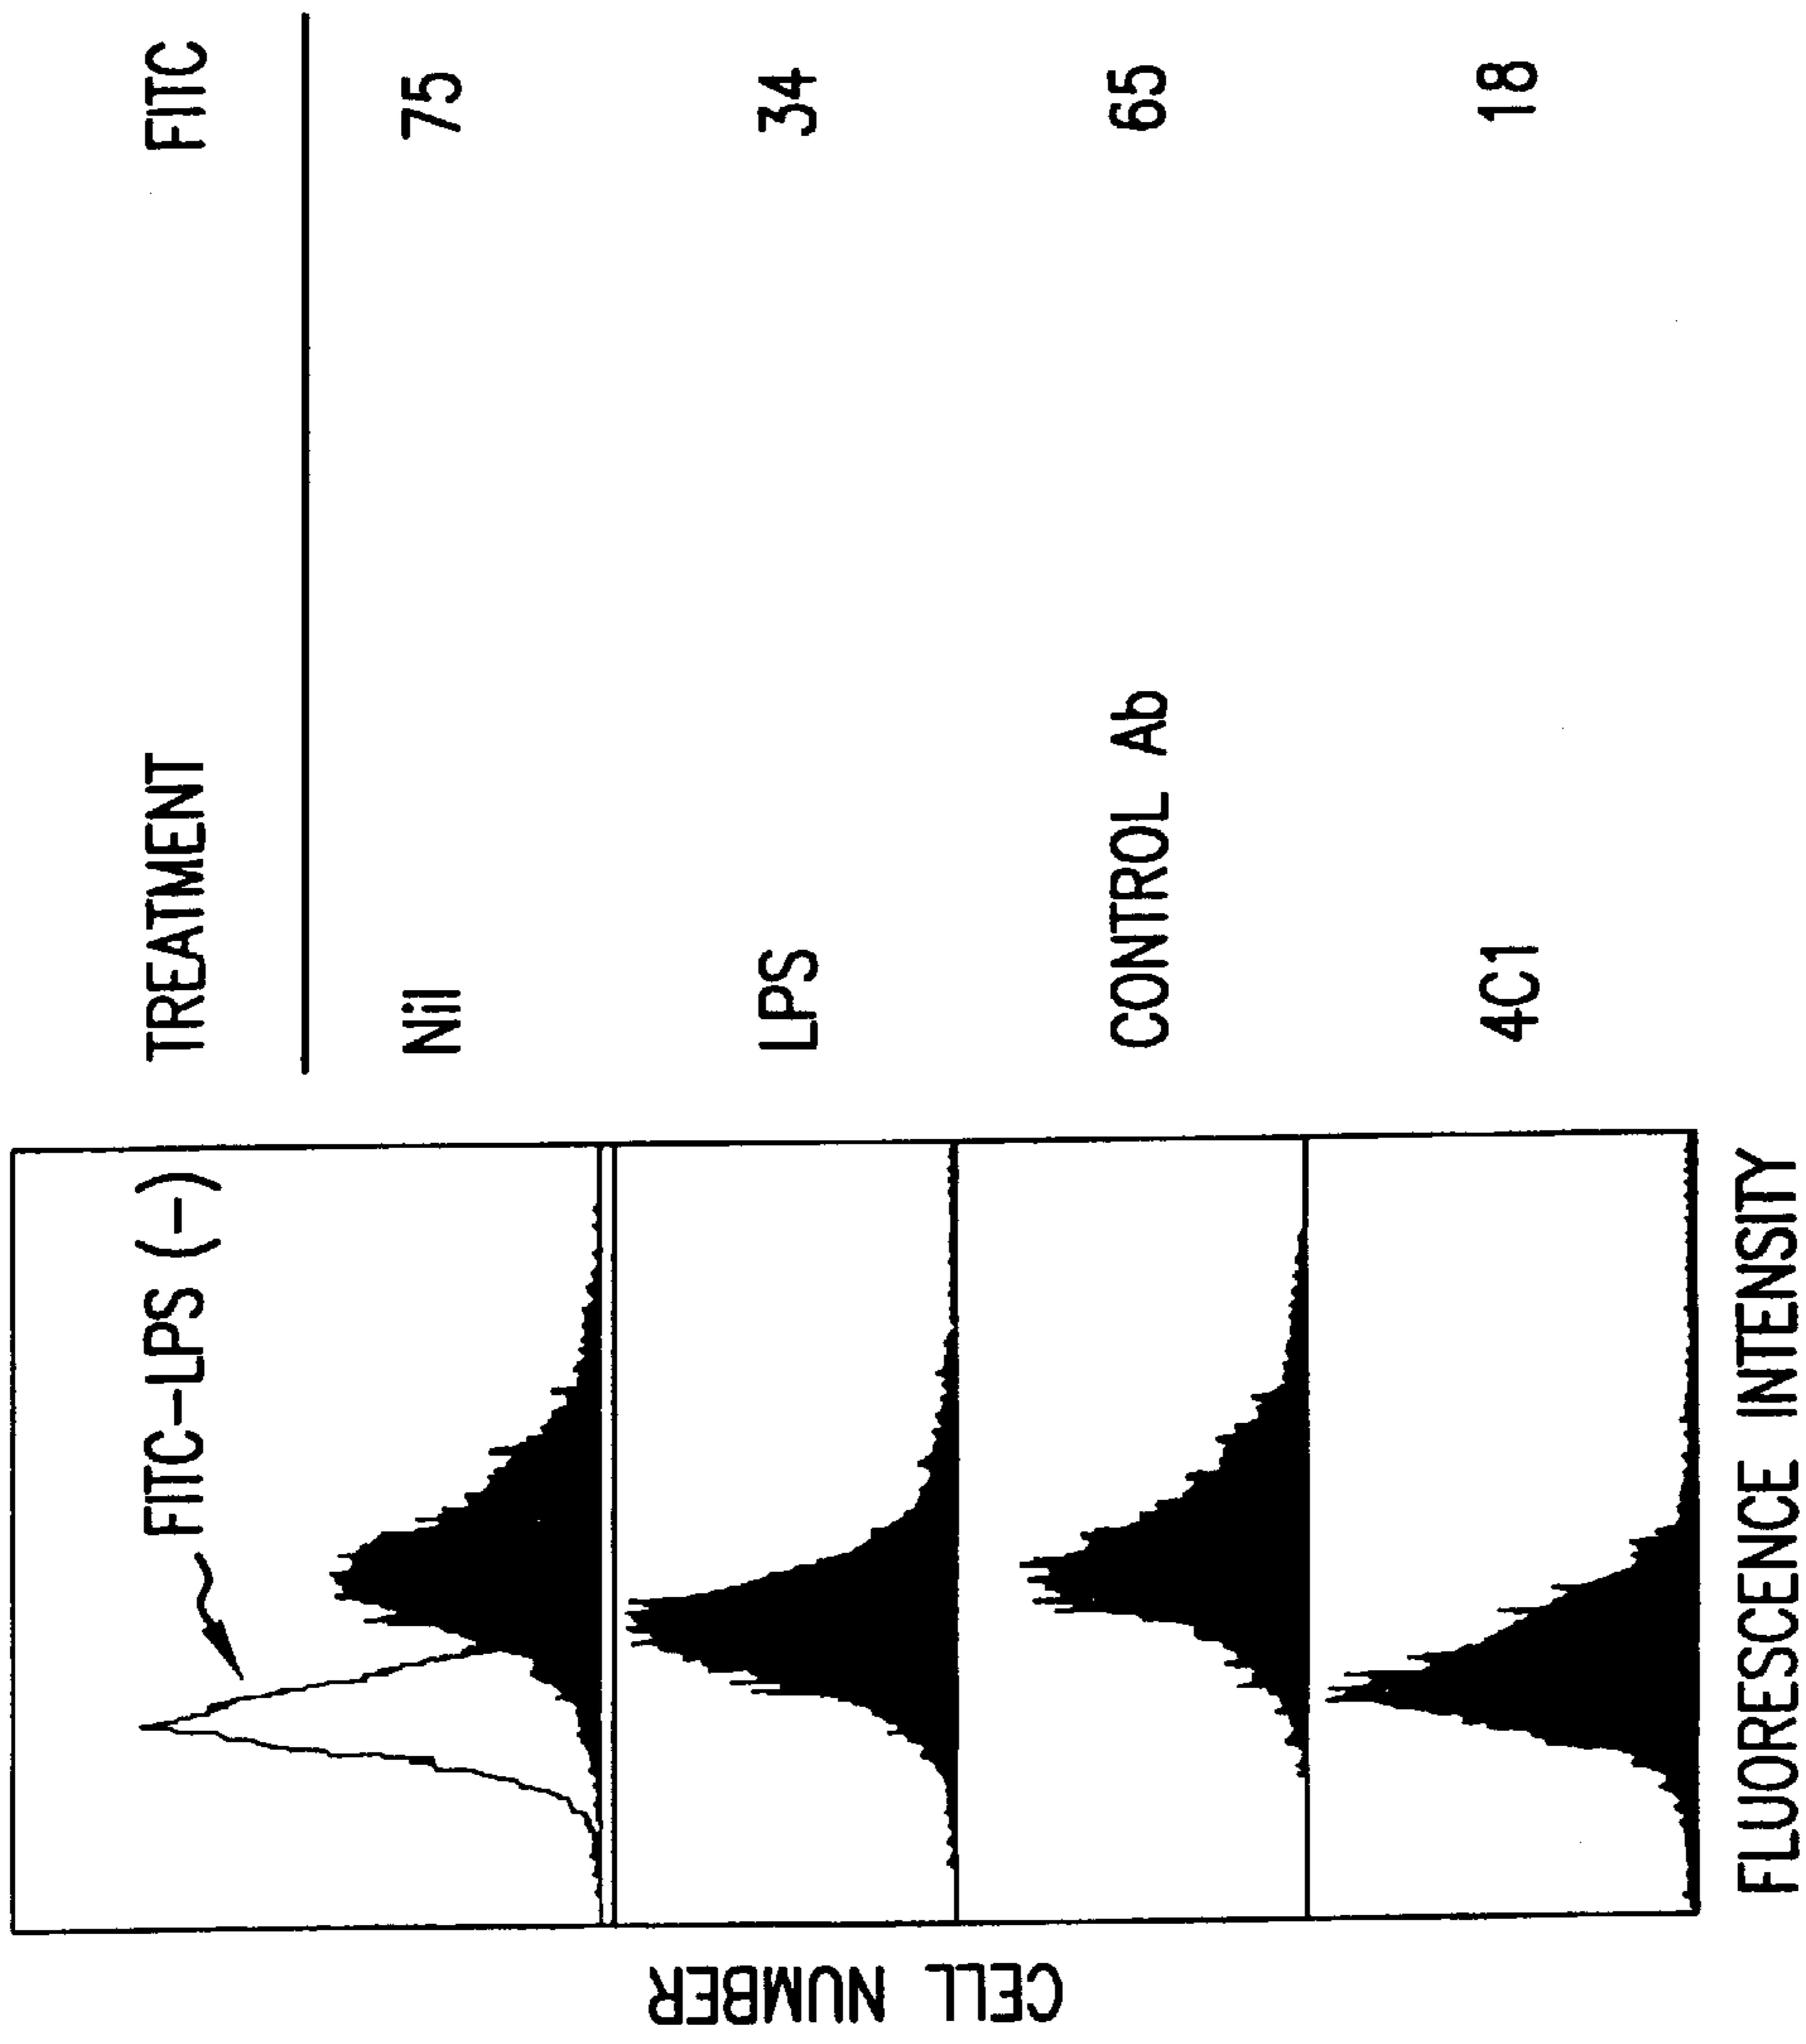 TREATMENT FITC
FITC-LPS (-)
Nil 75
LPS 34
CONTROL Ab 65
4C1 18
CELL NUMBER
FLUORESCENCE INTENSITY